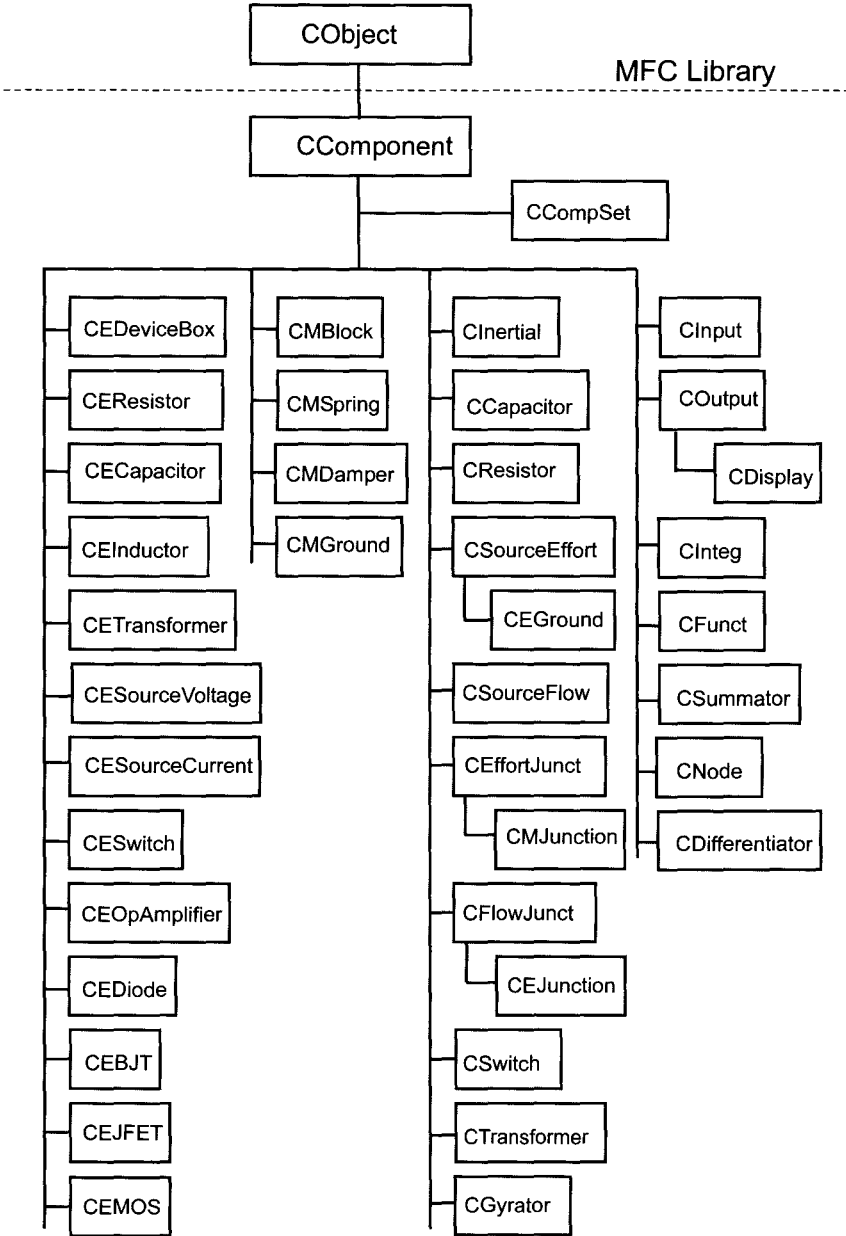 CObject
MFC Library
CComponent
CCompSet
CEDeviceBox
CEResistor
CECapacitor
CEInductor
CETransformer
CESourceVoltage
CESourceCurrent
CESwitch
CEOpAmplifier
CEDiode
CEBJT
CEJFET
CEMOS
CMBlock
CMSpring
CMDamper
CMGround
CInertial
CCapacitor
CResistor
CSourceEffort
CEGround
CSourceFlow
CEffortJunct
CMJunction
CFlowJunct
CEJunction
CSwitch
CTransformer
CGyrator
CInput
COutput
CDisplay
CInteg
CFunct
CSummator
CNode
CDifferentiator